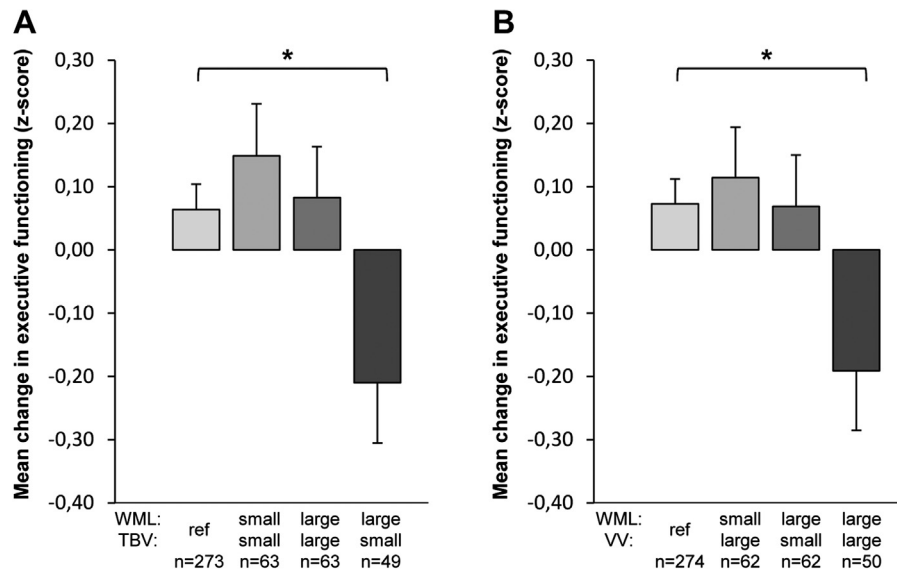 A
Mean change in executive functioning (z-score)
0,30
0,20
0,10
0,00
-0,10
-0,20
-0,30
-0,40
*
WML: ref small large large
TBV: small large small
n=273 n=63 n=63 n=49
B
Mean change in executive functioning (z-score)
0,30
0,20
0,10
0,00
-0,10
-0,20
-0,30
-0,40
*
WML: ref small large large
VV: large small large
n=274 n=62 n=62 n=50